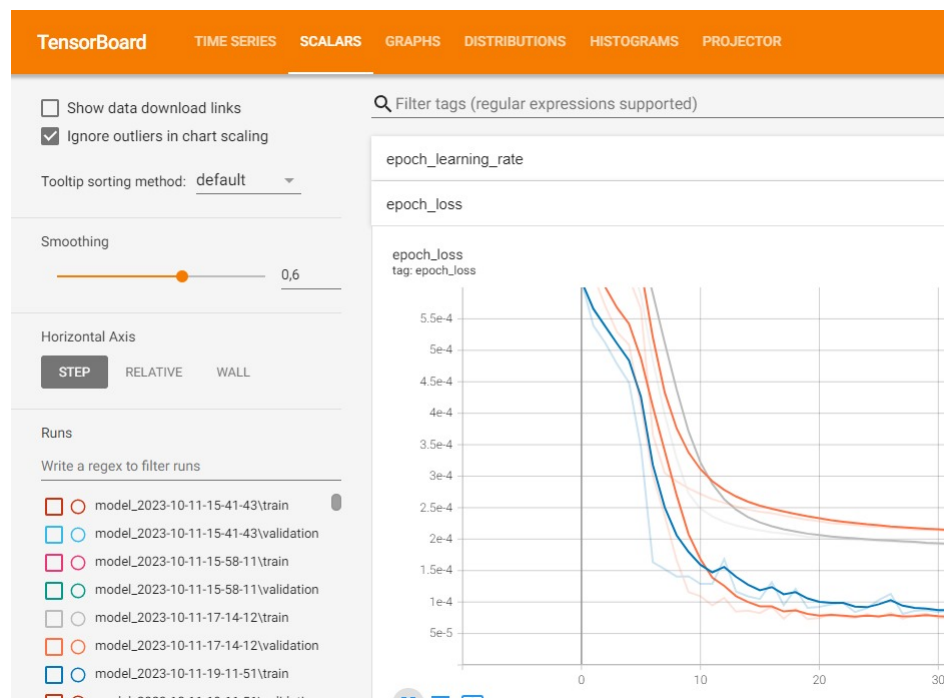 TensorBoard TIME SERIES SCALARS GRAPHS DISTRIBUTIONS HISTOGRAMS PROJECTOR
Show data download links
Ignore outliers in chart scaling
Tooltip sorting method: default
Smoothing
0,6
Horizontal Axis
STEP RELATIVE WALL
Runs
Write a regex to filter runs
model_2023-10-11-15-41-43\train
model_2023-10-11-15-41-43\validation
model_2023-10-11-15-58-11\train
model_2023-10-11-15-58-11\validation
model_2023-10-11-17-14-12\train
model_2023-10-11-17-14-12\validation
model_2023-10-11-19-11-51\train
Filter tags (regular expressions supported)
epoch_learning_rate
epoch_loss
epoch_loss
tag: epoch_loss
5.5e-4
5e-4
4.5e-4
4e-4
3.5e-4
3e-4
2.5e-4
2e-4
1.5e-4
1e-4
5e-5
0 10 20 30